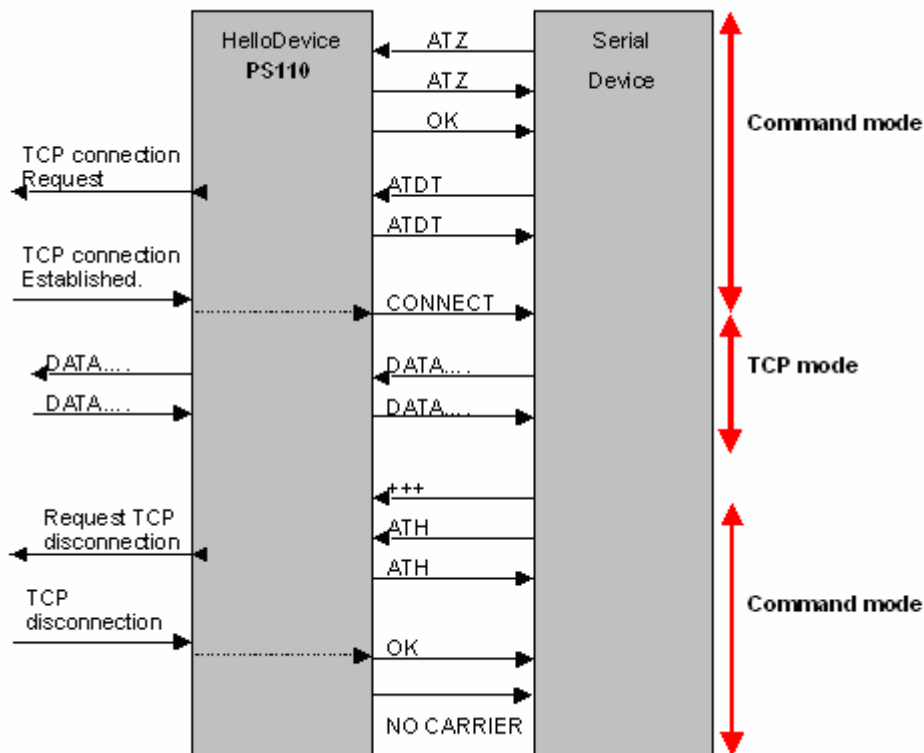 HelloDevice
PS110
Serial
Device
ATZ
ATZ
OK
Command mode
TCP connection
Request
ATDT
ATDT
TCP connection
Established.
CONNECT
DATA....
DATA....
TCP mode
DATA....
DATA....
+++
Request TCP
disconnection
ATH
ATH
TCP
disconnection
Command mode
OK
NO CARRIER